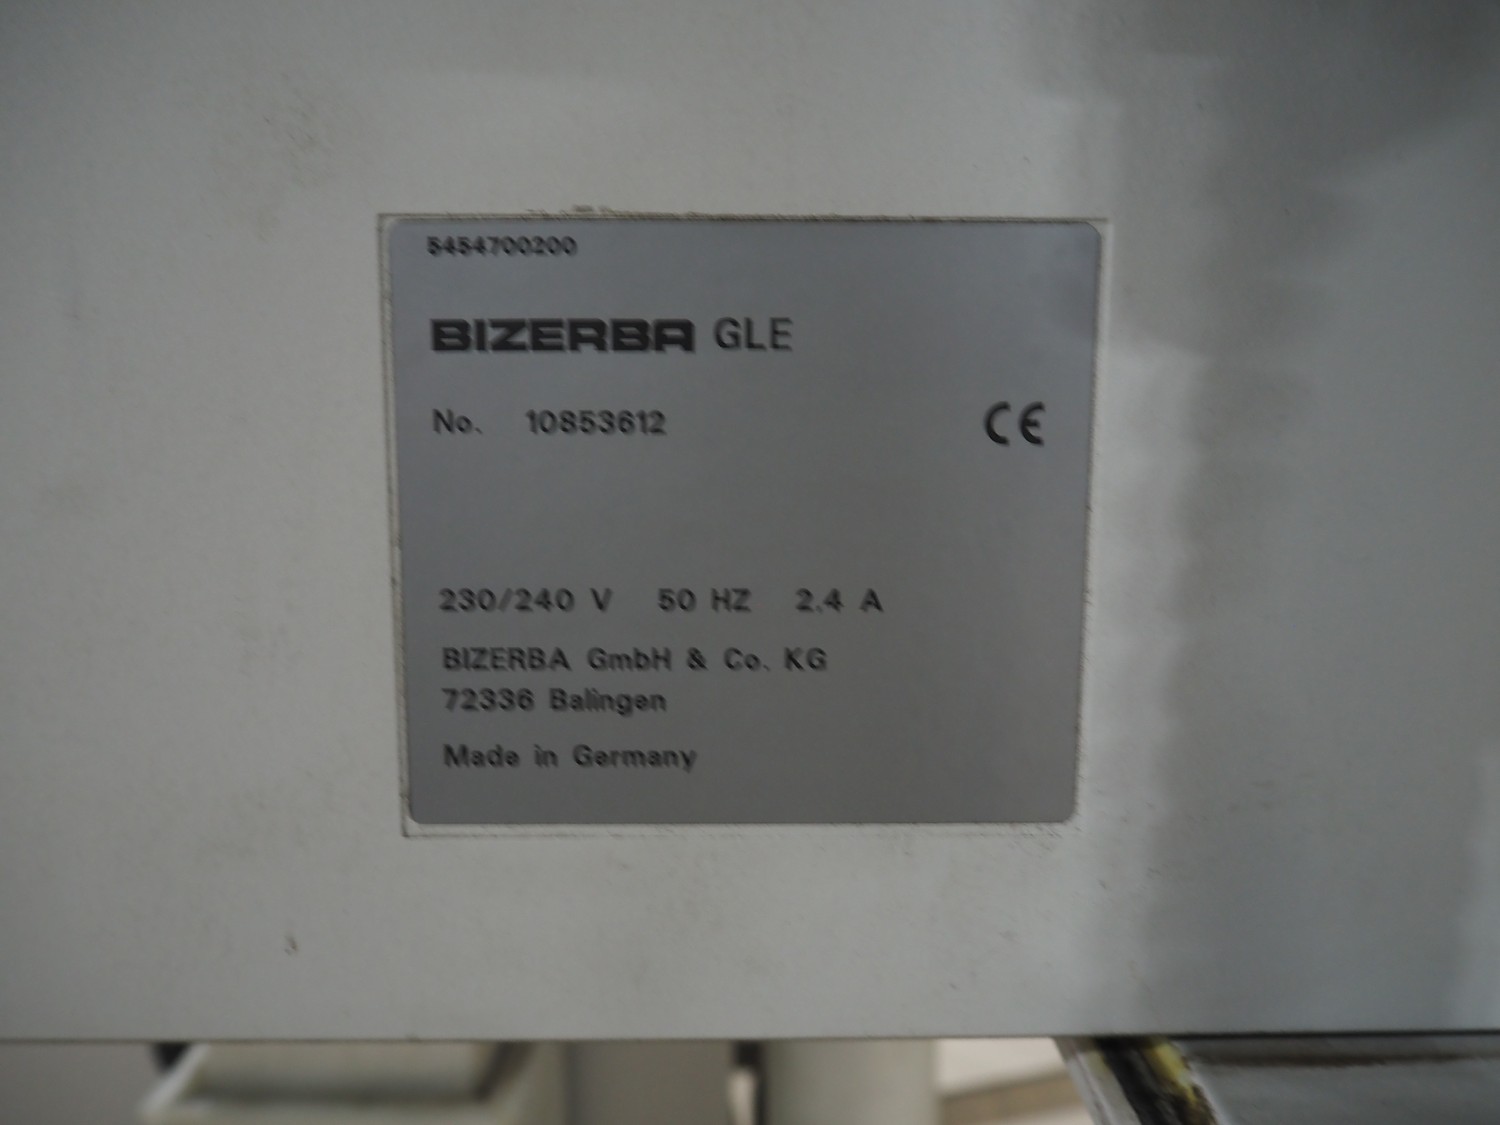 5454700200
BIZERBA GLE
No. 10853612
CE
230/240 V 50 HZ 2.4 A
BIZERBA GmbH & Co. KG
72336 Balingen
Made in Germany